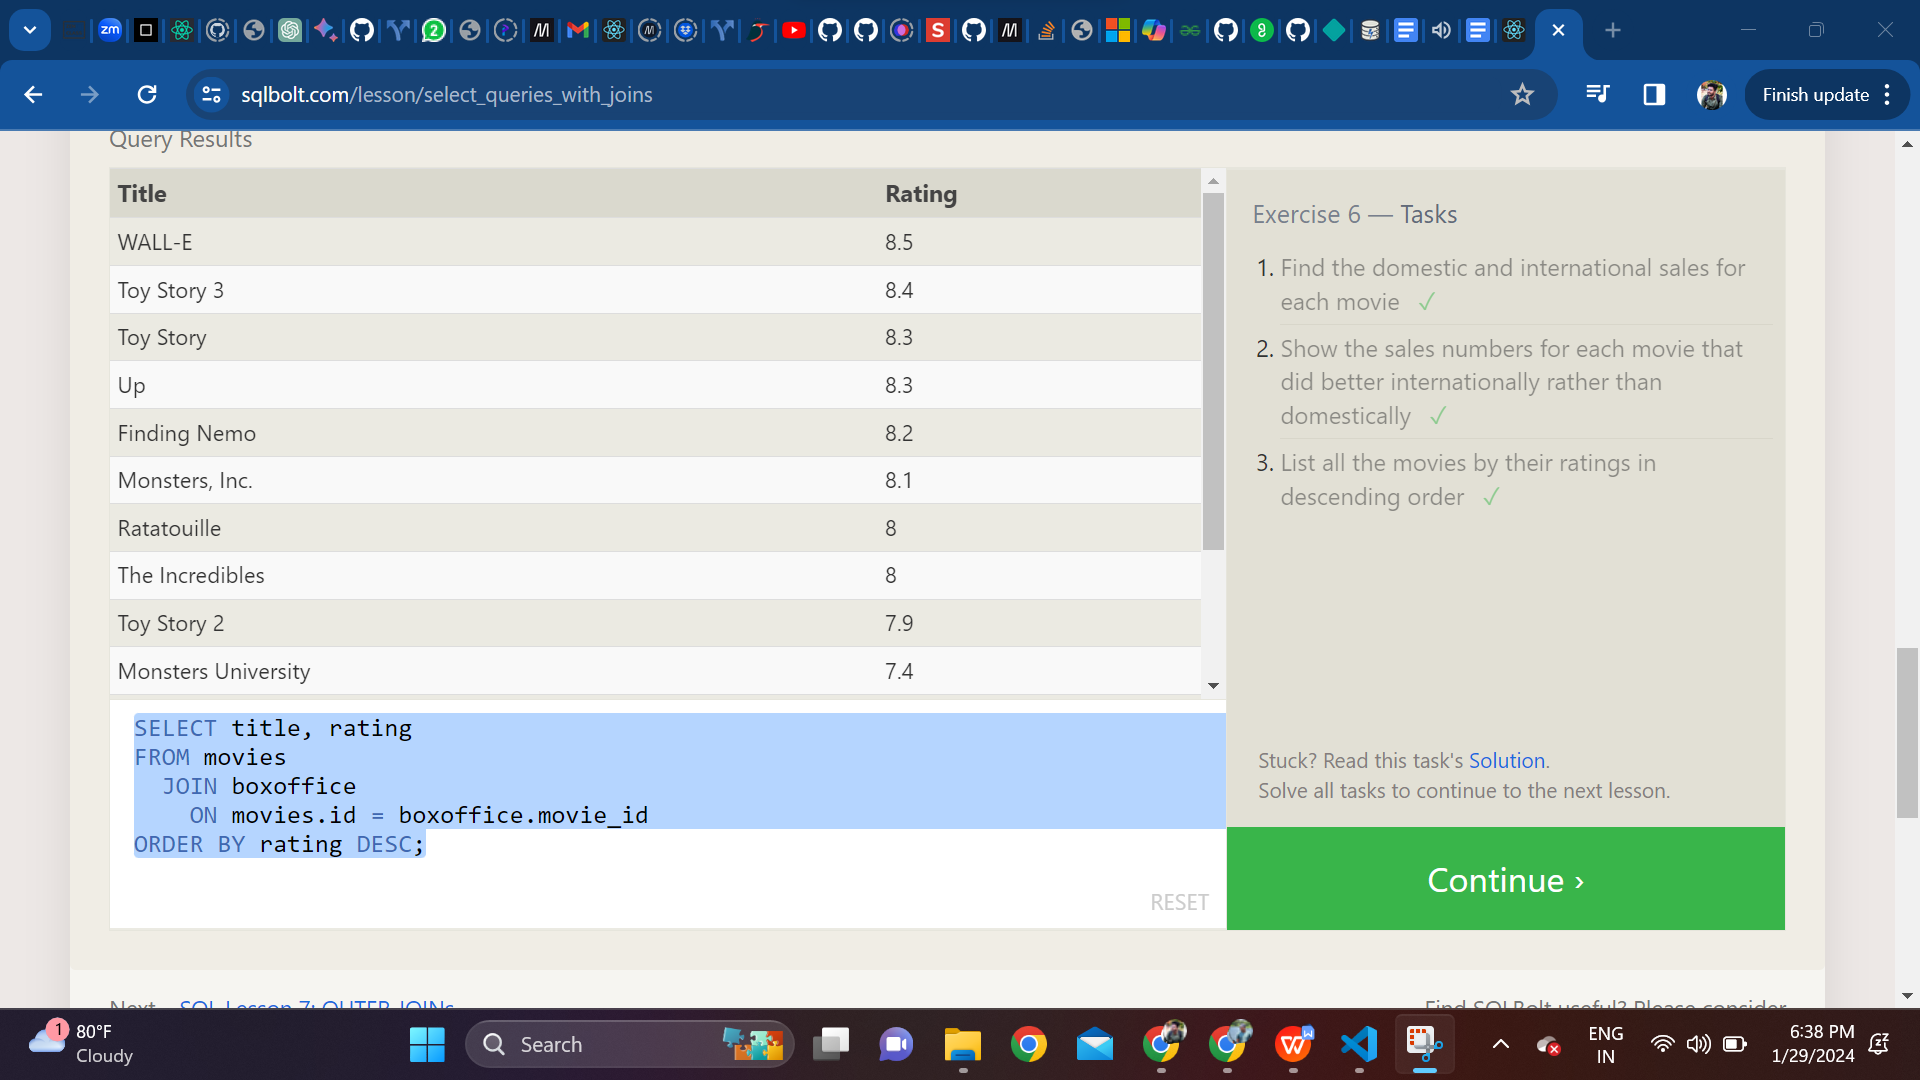 zm
2
M
M
S
M
sqlbolt.com/lesson/select_queries_with_joins
Finish update
Query Results
Title Rating
WALL-E 8.5
Toy Story 3 8.4
Toy Story 8.3
Up 8.3
Finding Nemo 8.2
Monsters, Inc. 8.1
Ratatouille 8
The Incredibles 8
Toy Story 2 7.9
Monsters University 7.4
SELECT title, rating
FROM movies
JOIN boxoffice
ON movies.id = boxoffice.movie_id
ORDER BY rating DESC;
RESET
Exercise 6 — Tasks
1. Find the domestic and international sales for
each movie ✓
2. Show the sales numbers for each movie that
did better internationally rather than
domestically ✓
3. List all the movies by their ratings in
descending order ✓
Stuck? Read this task's Solution.
Solve all tasks to continue to the next lesson.
Continue ›
Next – SQL Lesson 7: OUTER JOINs
Find SQLBolt useful? Please consider
1
80°F
Cloudy
Search
W
ENG
IN
6:38 PM
1/29/2024